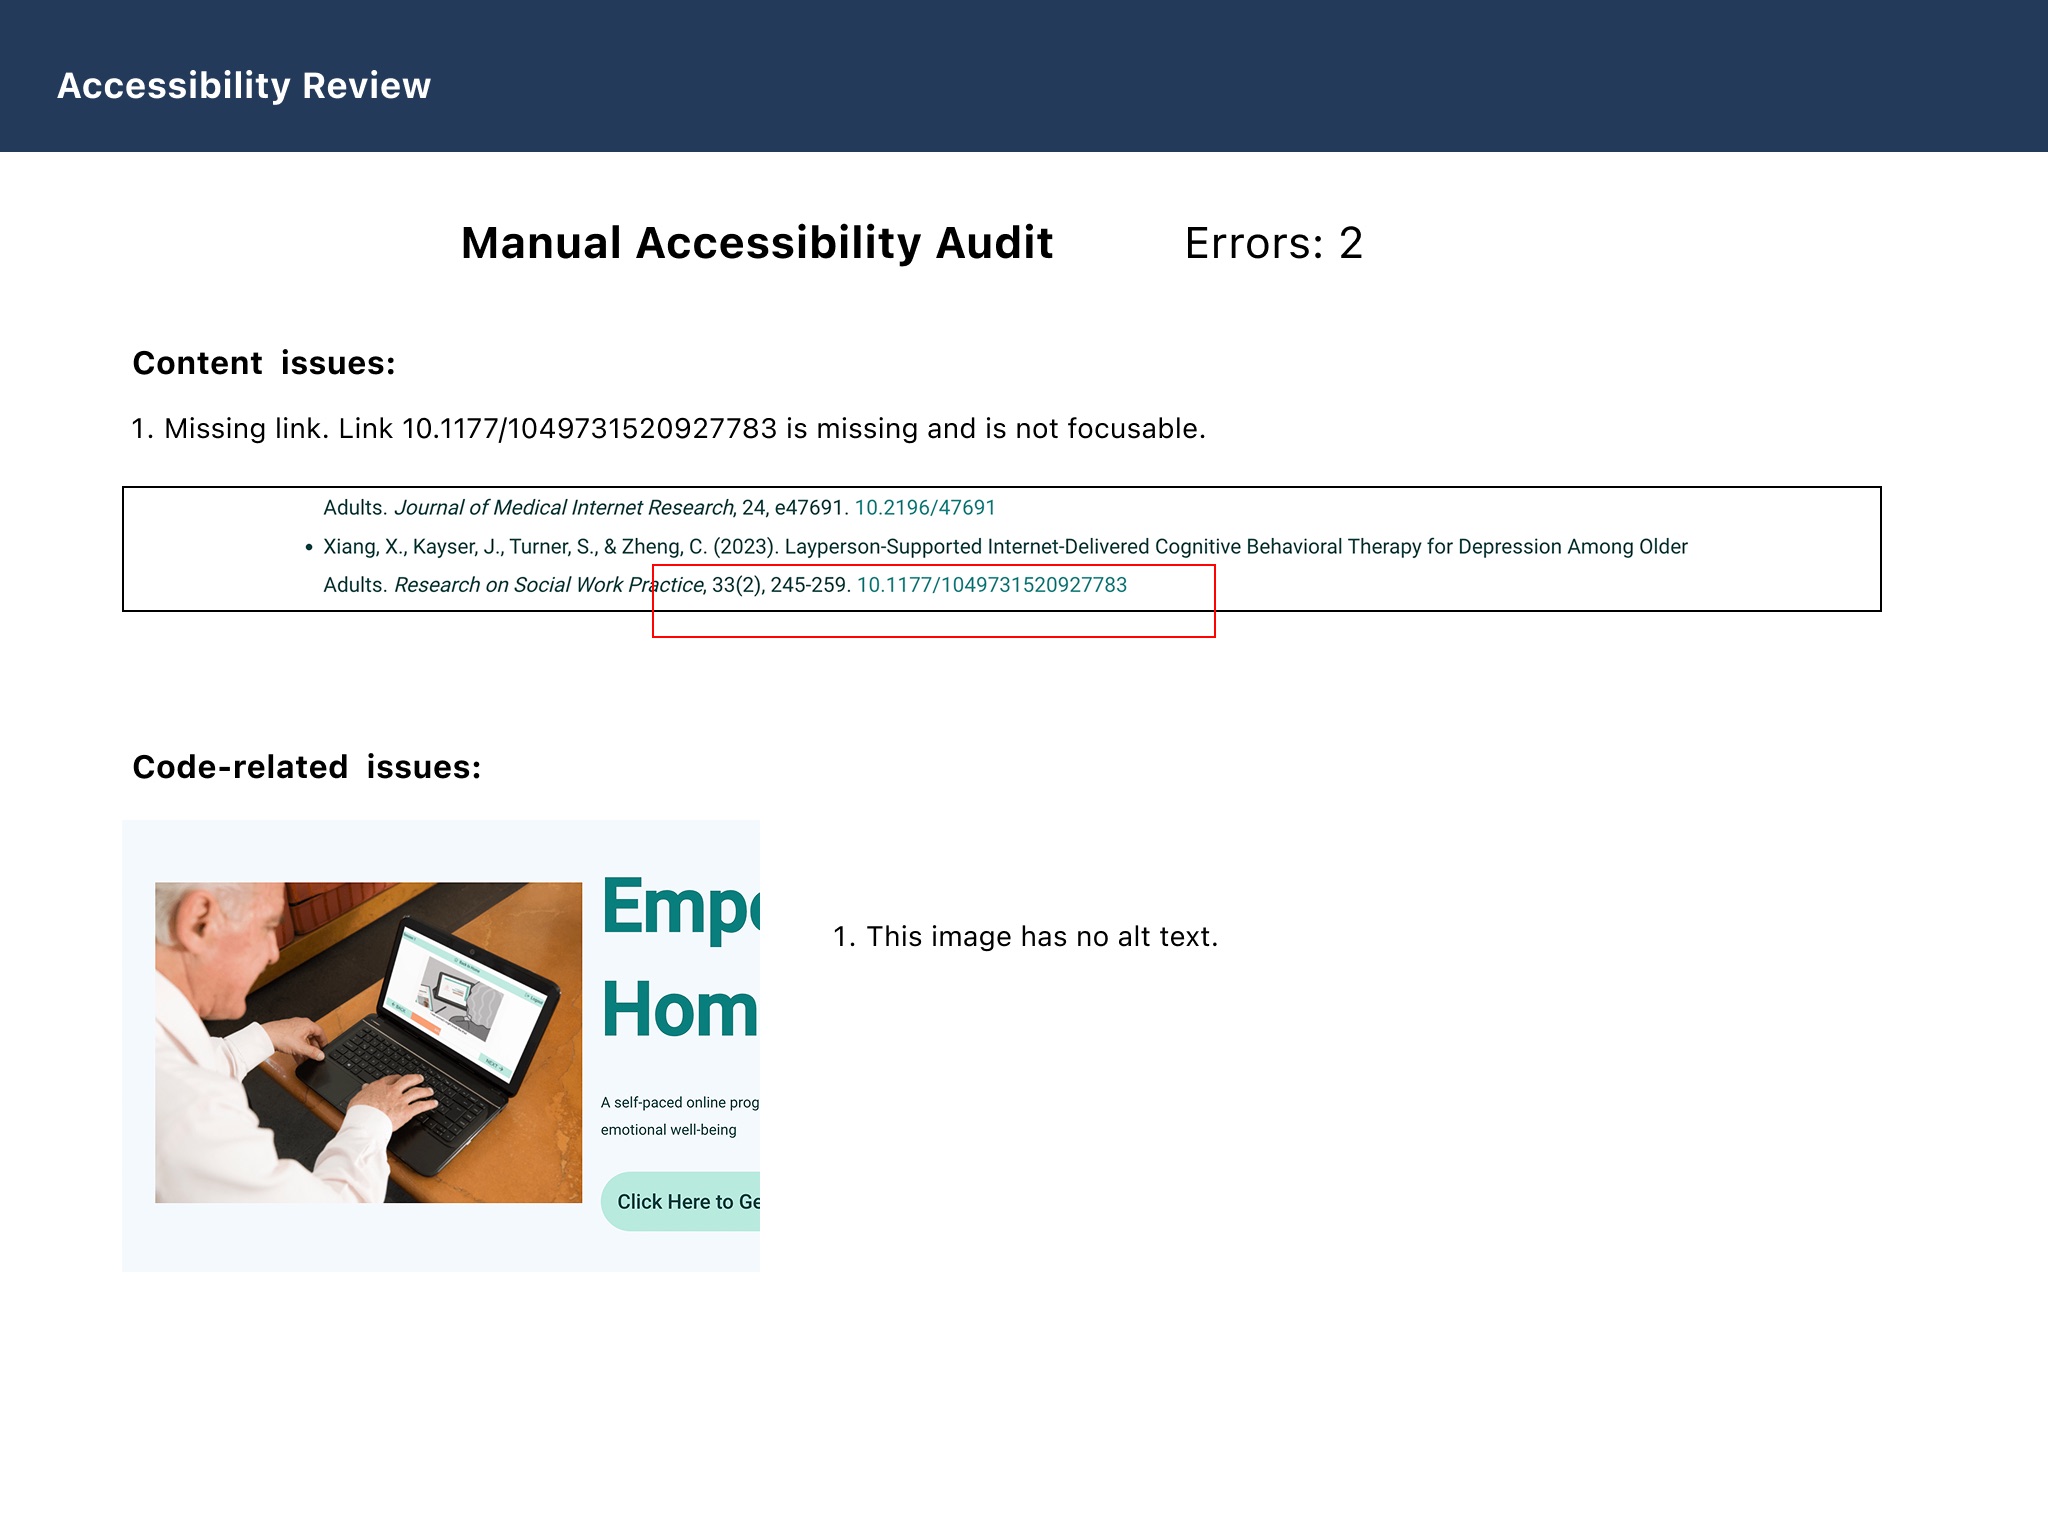 Accessibility Review
Manual Accessibility Audit
Errors: 2
Content issues:
1. Missing link. Link 10.1177/1049731520927783 is missing and is not focusable.
Adults. Journal of Medical Internet Research, 24, e47691. 10.2196/47691
• Xiang, X., Kayser, J., Turner, S., & Zheng, C. (2023). Layperson-Supported Internet-Delivered Cognitive Behavioral Therapy for Depression Among Older
Adults. Research on Social Work Practice, 33(2), 245-259. 10.1177/1049731520927783
Code-related issues:
Emp
Hom
A self-paced online prog
emotional well-being
Click Here to Ge
1. This image has no alt text.